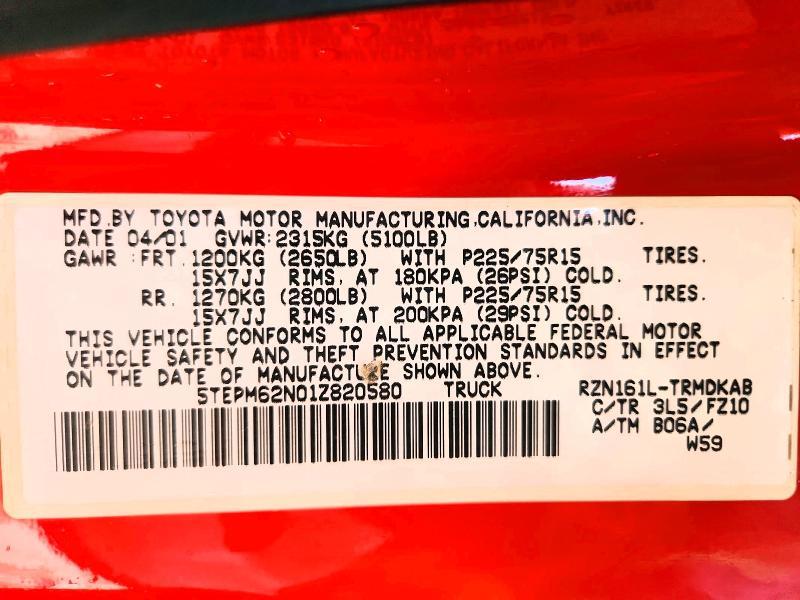 MFD.BY TOYOTA MOTOR MANUFACTURING,CALIFORNIA,INC.
DATE 04/01 GVWR:2315KG (5100LB)
GAWR :FRT. 1200KG (2650LB) WITH P225/75R15 TIRES.
15X7JJ RIMS, AT 180KPA (26PSI) COLD.
RR. 1270KG (2800LB) WITH P225/75R15 TIRES.
15X7JJ RIMS, AT 200KPA (29PSI) COLD.
THIS VEHICLE CONFORMS TO ALL APPLICABLE FEDERAL MOTOR
VEHICLE SAFETY AND THEFT PREVENTION STANDARDS IN EFFECT
ON THE DATE OF MANUFACTURE SHOWN ABOVE.
5TEPM62N01Z820580 TRUCK RZN161L-TRMDKAB
C/TR 3L5/FZ10
A/TM B06A/
W59